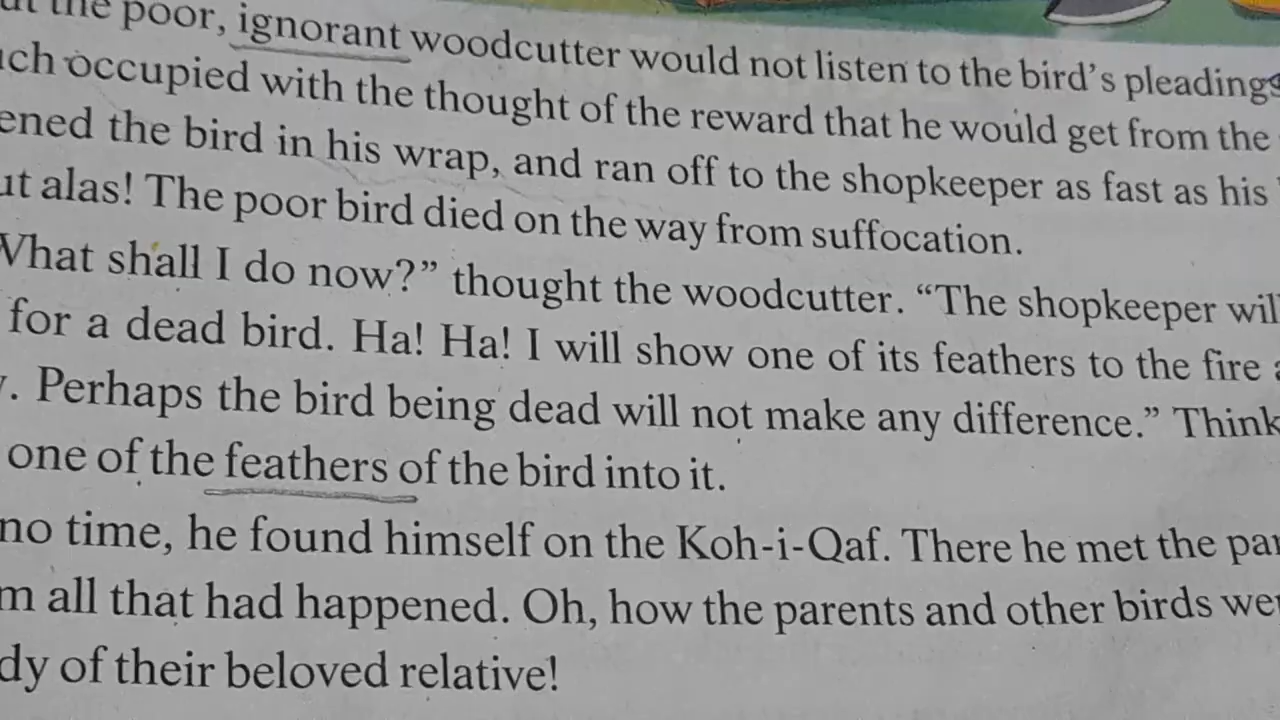 the poor, ignorant woodcutter would not listen to the bird's pleadings
occupied with the thought of the reward that he would get from the
ened the bird in his wrap, and ran off to the shopkeeper as fast as his
ut alas! The poor bird died on the way from suffocation.
What shall I do now?" thought the woodcutter. "The shopkeeper wil
for a dead bird. Ha! Ha! I will show one of its feathers to the fire
. Perhaps the bird being dead will not make any difference." Think
one of the feathers of the bird into it.
no time, he found himself on the Koh-i-Qaf. There he met the par
m all that had happened. Oh, how the parents and other birds wer
dy of their beloved relative!